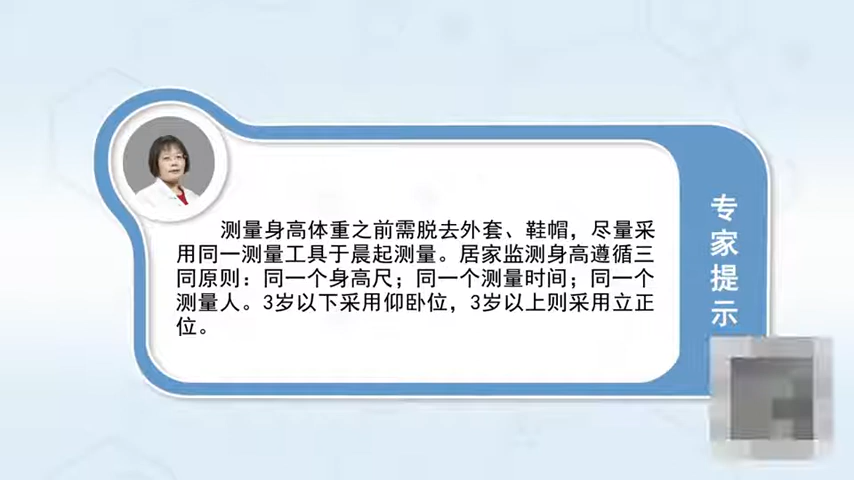 测量身高体重之前需脱去外套、鞋帽，尽量采
用同一测量工具于晨起测量。居家监测身高遵循三
同原则：同一个身高尺；同一个测量时间；同一个
测量人。3岁以下采用仰卧位，3岁以上则采用立正
位。
专家提示